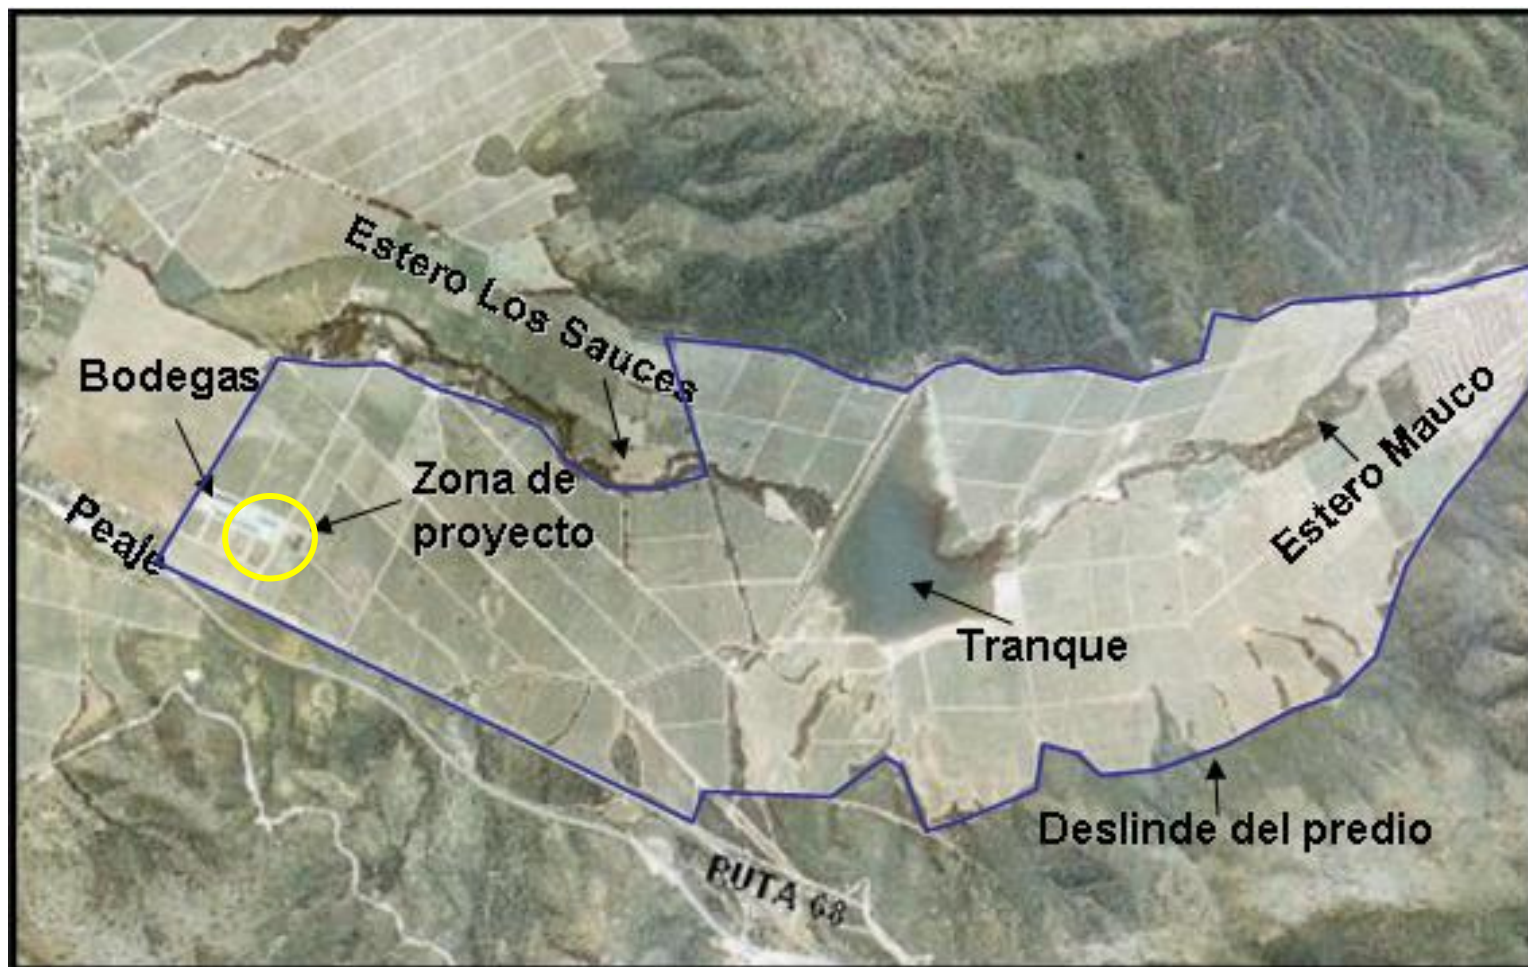 Estero Los Sauces
Bodegas
Zona de
proyecto
Peaje
Estero Mauco
Tranque
Deslinde del predio
RUTA 68